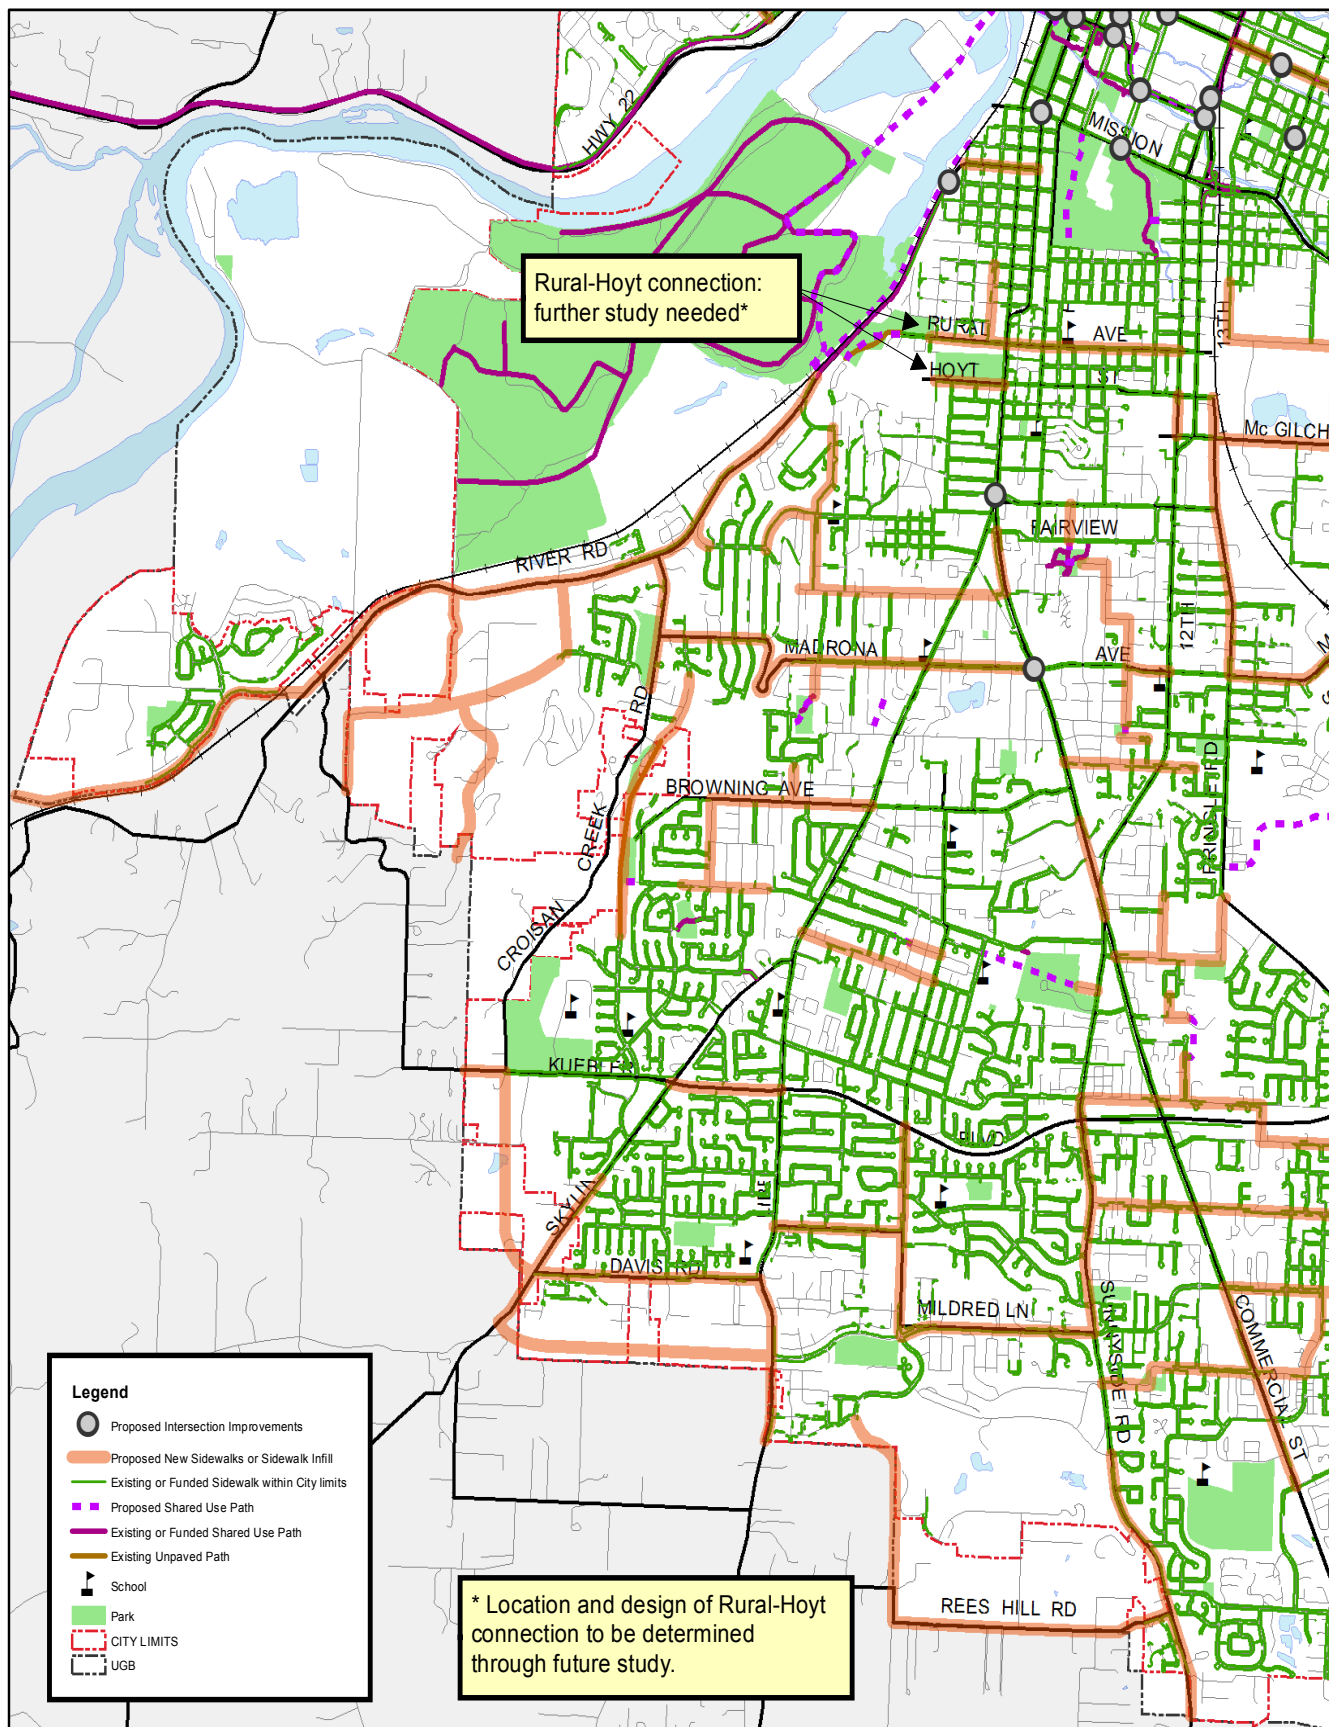 HWY 22
MISSION
Rural-Hoyt connection:
further study needed*
RURAL
AVE
13TH
HOYT
ST
Mc GILCH
FAIRVIEW
RIVER RD
12TH
MADRONA
AVE
RD
BROWNING AVE
CREEK
CROISAN
PRINGLE RD
KUEBLER
BLVD
SKYLIN
DAVIS RD
MILDRED LN
SUNNYSIDE RD
COMMERCIAL ST
REES HILL RD
Legend
Proposed Intersection Improvements
Proposed New Sidewalks or Sidewalk Infill
Existing or Funded Sidewalk within City limits
Proposed Shared Use Path
Existing or Funded Shared Use Path
Existing Unpaved Path
School
Park
CITY LIMITS
UGB
* Location and design of Rural-Hoyt
connection to be determined
through future study.